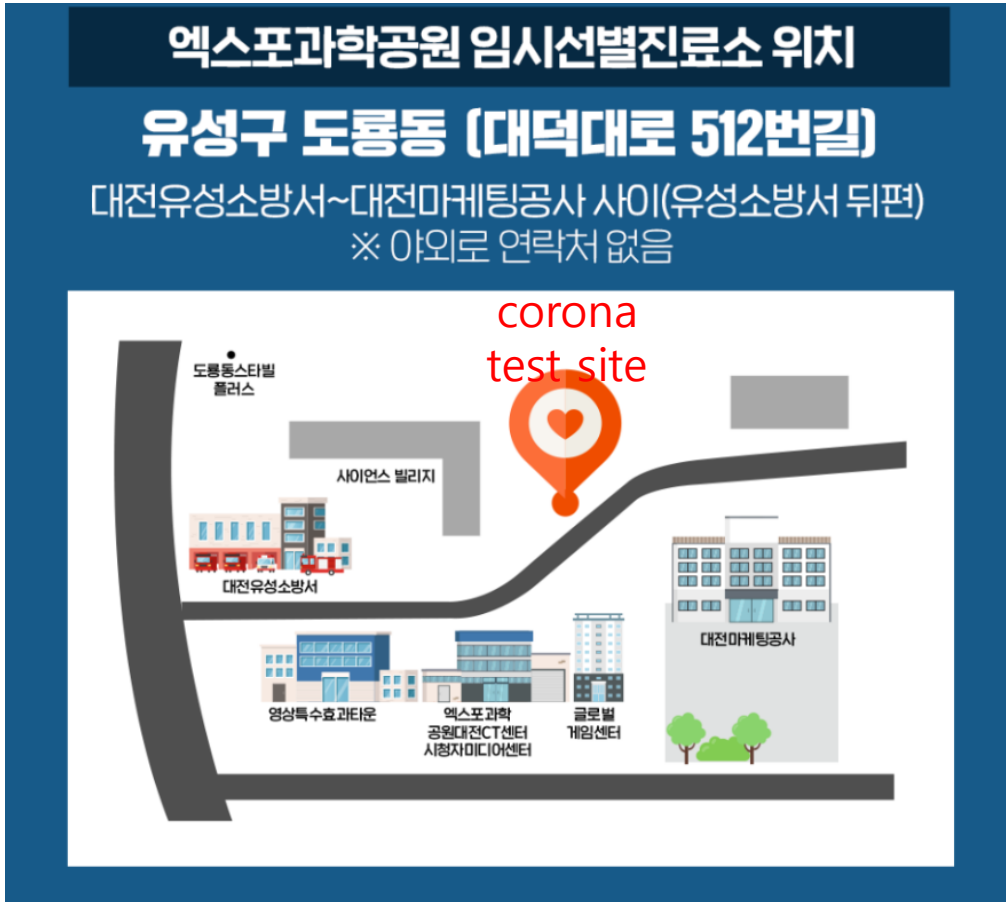 엑스포과학공원 임시선별진료소 위치
유성구 도룡동 (대덕대로 512번길)
대전유성소방서~대전마케팅공사 사이(유성소방서 뒤편)
※ 야외로 연락처 없음
corona
test site
도룡동스타빌
플러스
사이언스 빌리지
대전유성소방서
대전마케팅공사
영상특수효과타운
엑스포과학
공원대전CT센터
시청자미디어센터
글로벌
게임센터